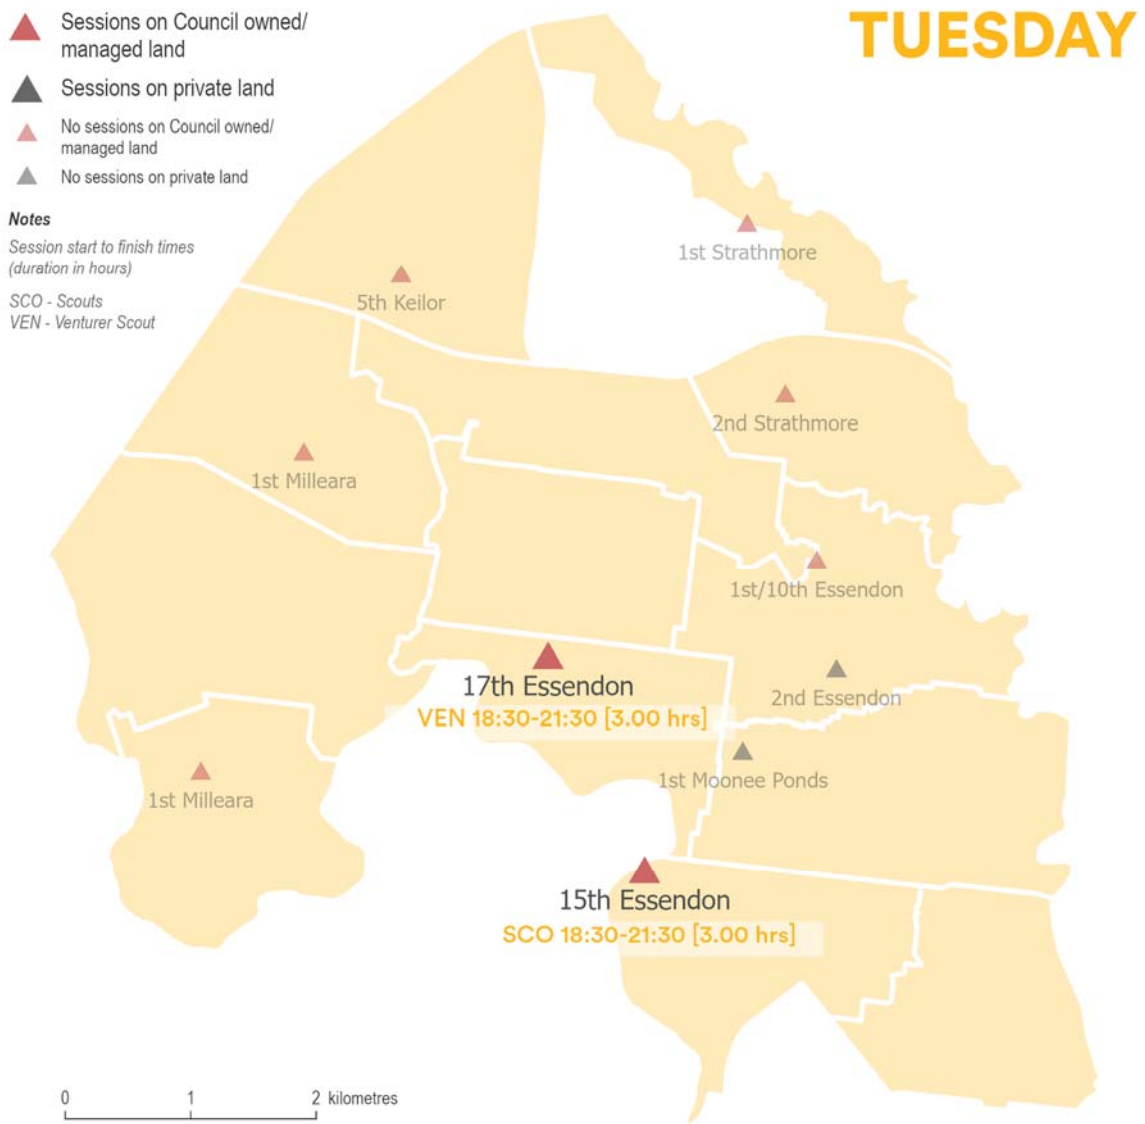 TUESDAY
Sessions on Council owned/
managed land
Sessions on private land
No sessions on Council owned/
managed land
No sessions on private land
Notes
Session start to finish times
(duration in hours)
SCO - Scouts
VEN - Venturer Scout
1st Strathmore
5th Keilor
2nd Strathmore
1st Milleara
1st/10th Essendon
17th Essendon
VEN 18:30-21:30 [3.00 hrs]
2nd Essendon
1st Moonee Ponds
1st Milleara
15th Essendon
SCO 18:30-21:30 [3.00 hrs]
0 1 2 kilometres